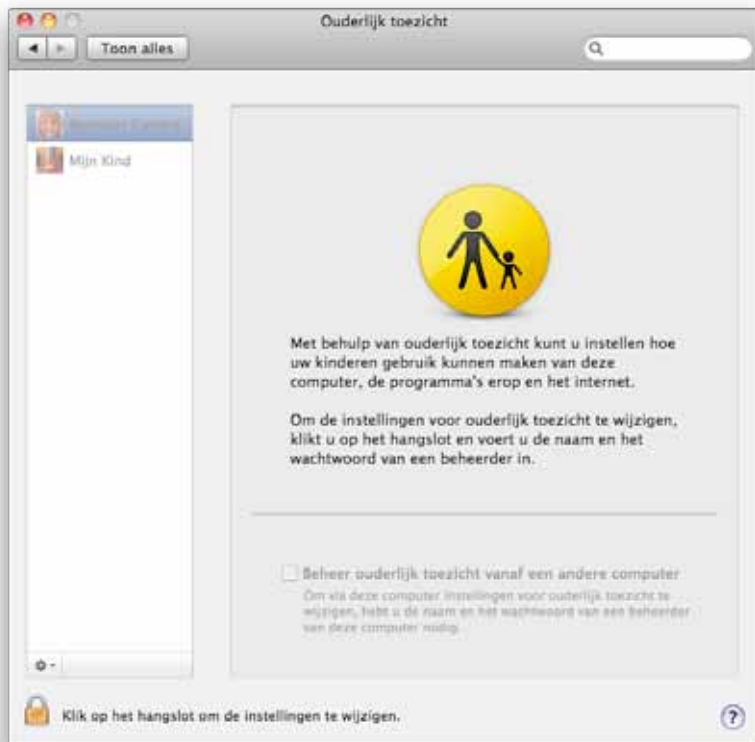 Ouderlijk toezicht
Toon alles
Mijn Kind
Met behulp van ouderlijk toezicht kunt u instellen hoe
uw kinderen gebruik kunnen maken van deze
computer, de programma's erop en het internet.
Om de instellingen voor ouderlijk toezicht te wijzigen,
klikt u op het hangslot en voert u de naam en het
wachtwoord van een beheerder in.
Beheer ouderlijk toezicht vanaf een andere computer
Om via deze computer instellingen voor ouderlijk toezicht te
wijzigen, hebt u de naam en het wachtwoord van een beheerder
van deze computer nodig.
Klik op het hangslot om de instellingen te wijzigen.
?